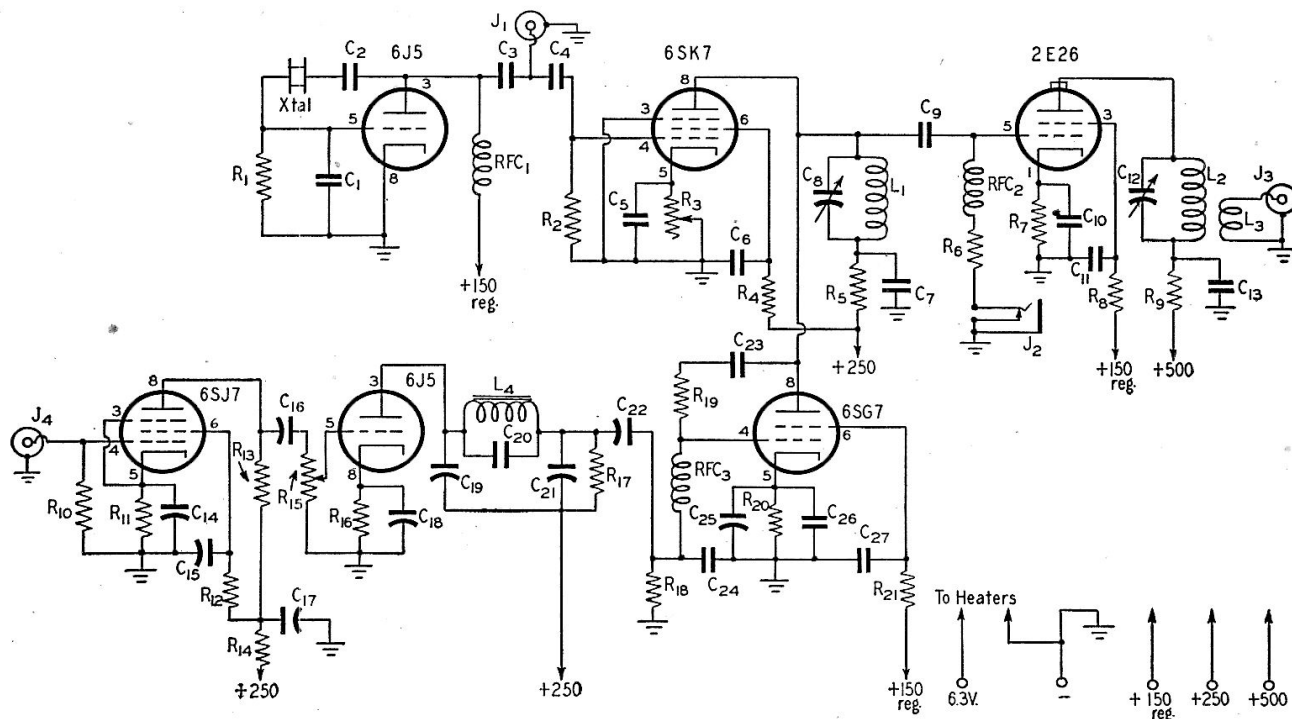 J1
C2 6J5 C3 C4 6SK7 2E26
Xtal 3 8 C9
5 3 6 5 3
4
R1 C1 8 RFC1 5 C8 L1 RFC2 1 C12 L2 J3
R2 C5 R3 R7 C10 L3
C6 R6
C11
R4 R5 C7 R8 R9 C13
+150 reg.
J2
+250
+150 reg. +500
C23
8 6SJ7 3 6J5 L4 R19 8 6SG7
J4 3 6 C16 C22 4 6
4 5 C20
R13 RFC3
5 8 R17 5
R10 R11 C14 R15 R16 C18 C19 C21 C25 R20 C26
C27
C15 C24
R12 R18 R21
C17
R14
To Heaters
+250 +250 +150 reg. 6.3V. − +150 reg. +250 +500